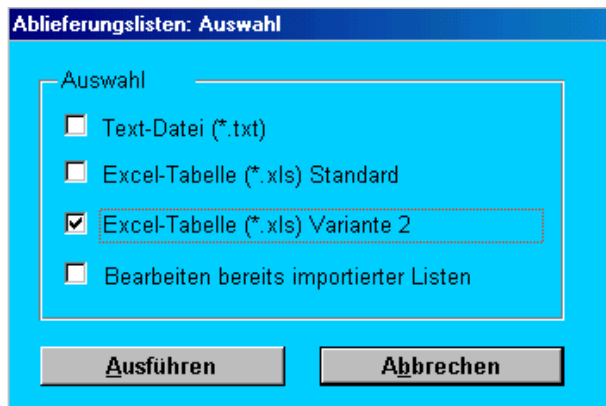 Ablieferungslisten: Auswahl
Auswahl
Text-Datei (*.txt)
Excel-Tabelle (*.xls) Standard
Excel-Tabelle (*.xls) Variante 2
Bearbeiten bereits importierter Listen
Ausführen Abbrechen